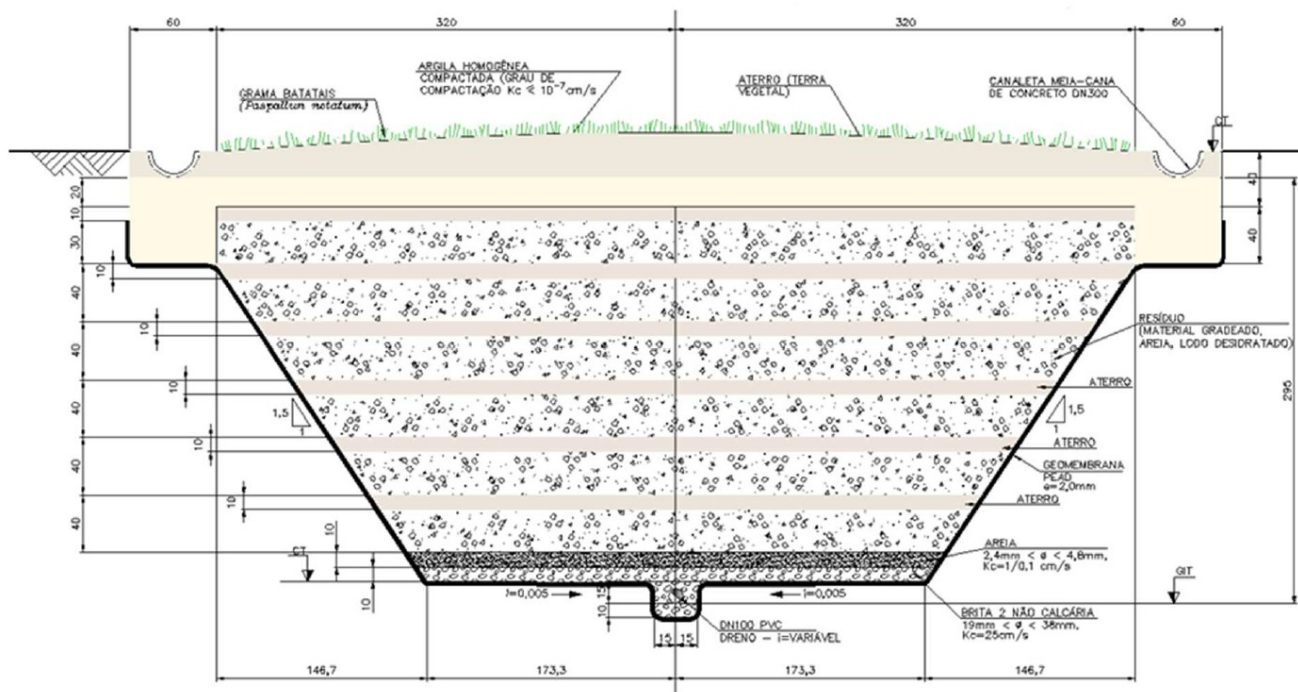 60
320
320
60
ARGILA HOMOGÊNEA
COMPACTADA (GRAU DE
COMPACTAÇÃO Kc ≤ 10⁻⁷cm/s
GRAMA BATATAIS
(Paspallun notatum)
ATERRO (TERRA
VEGETAL)
CANALETA MEIA-CANA
DE CONCRETO DN300
CT
20
10
30
40
40
40
40
40
10
10
10
10
10
40
40
295
RESÍDUO
(MATERIAL GRADEADO,
AREIA, LODO DESIDRATADO)
ATERRO
1,5
1
1,5
1
ATERRO
GEOMEMBRANA
PEAD
e=2,0mm
ATERRO
AREIA
2,4mm < ø < 4,8mm,
Kc=1/0,1 cm/s
CT
10
10
GIT
i=0,005
15
10
i=0,005
BRITA 2 NÃO CALCÁRIA
19mm < ø < 38mm,
Kc=25cm/s
DN100 PVC
DRENO – i=VARIÁVEL
15
15
146,7
173,3
173,3
146,7